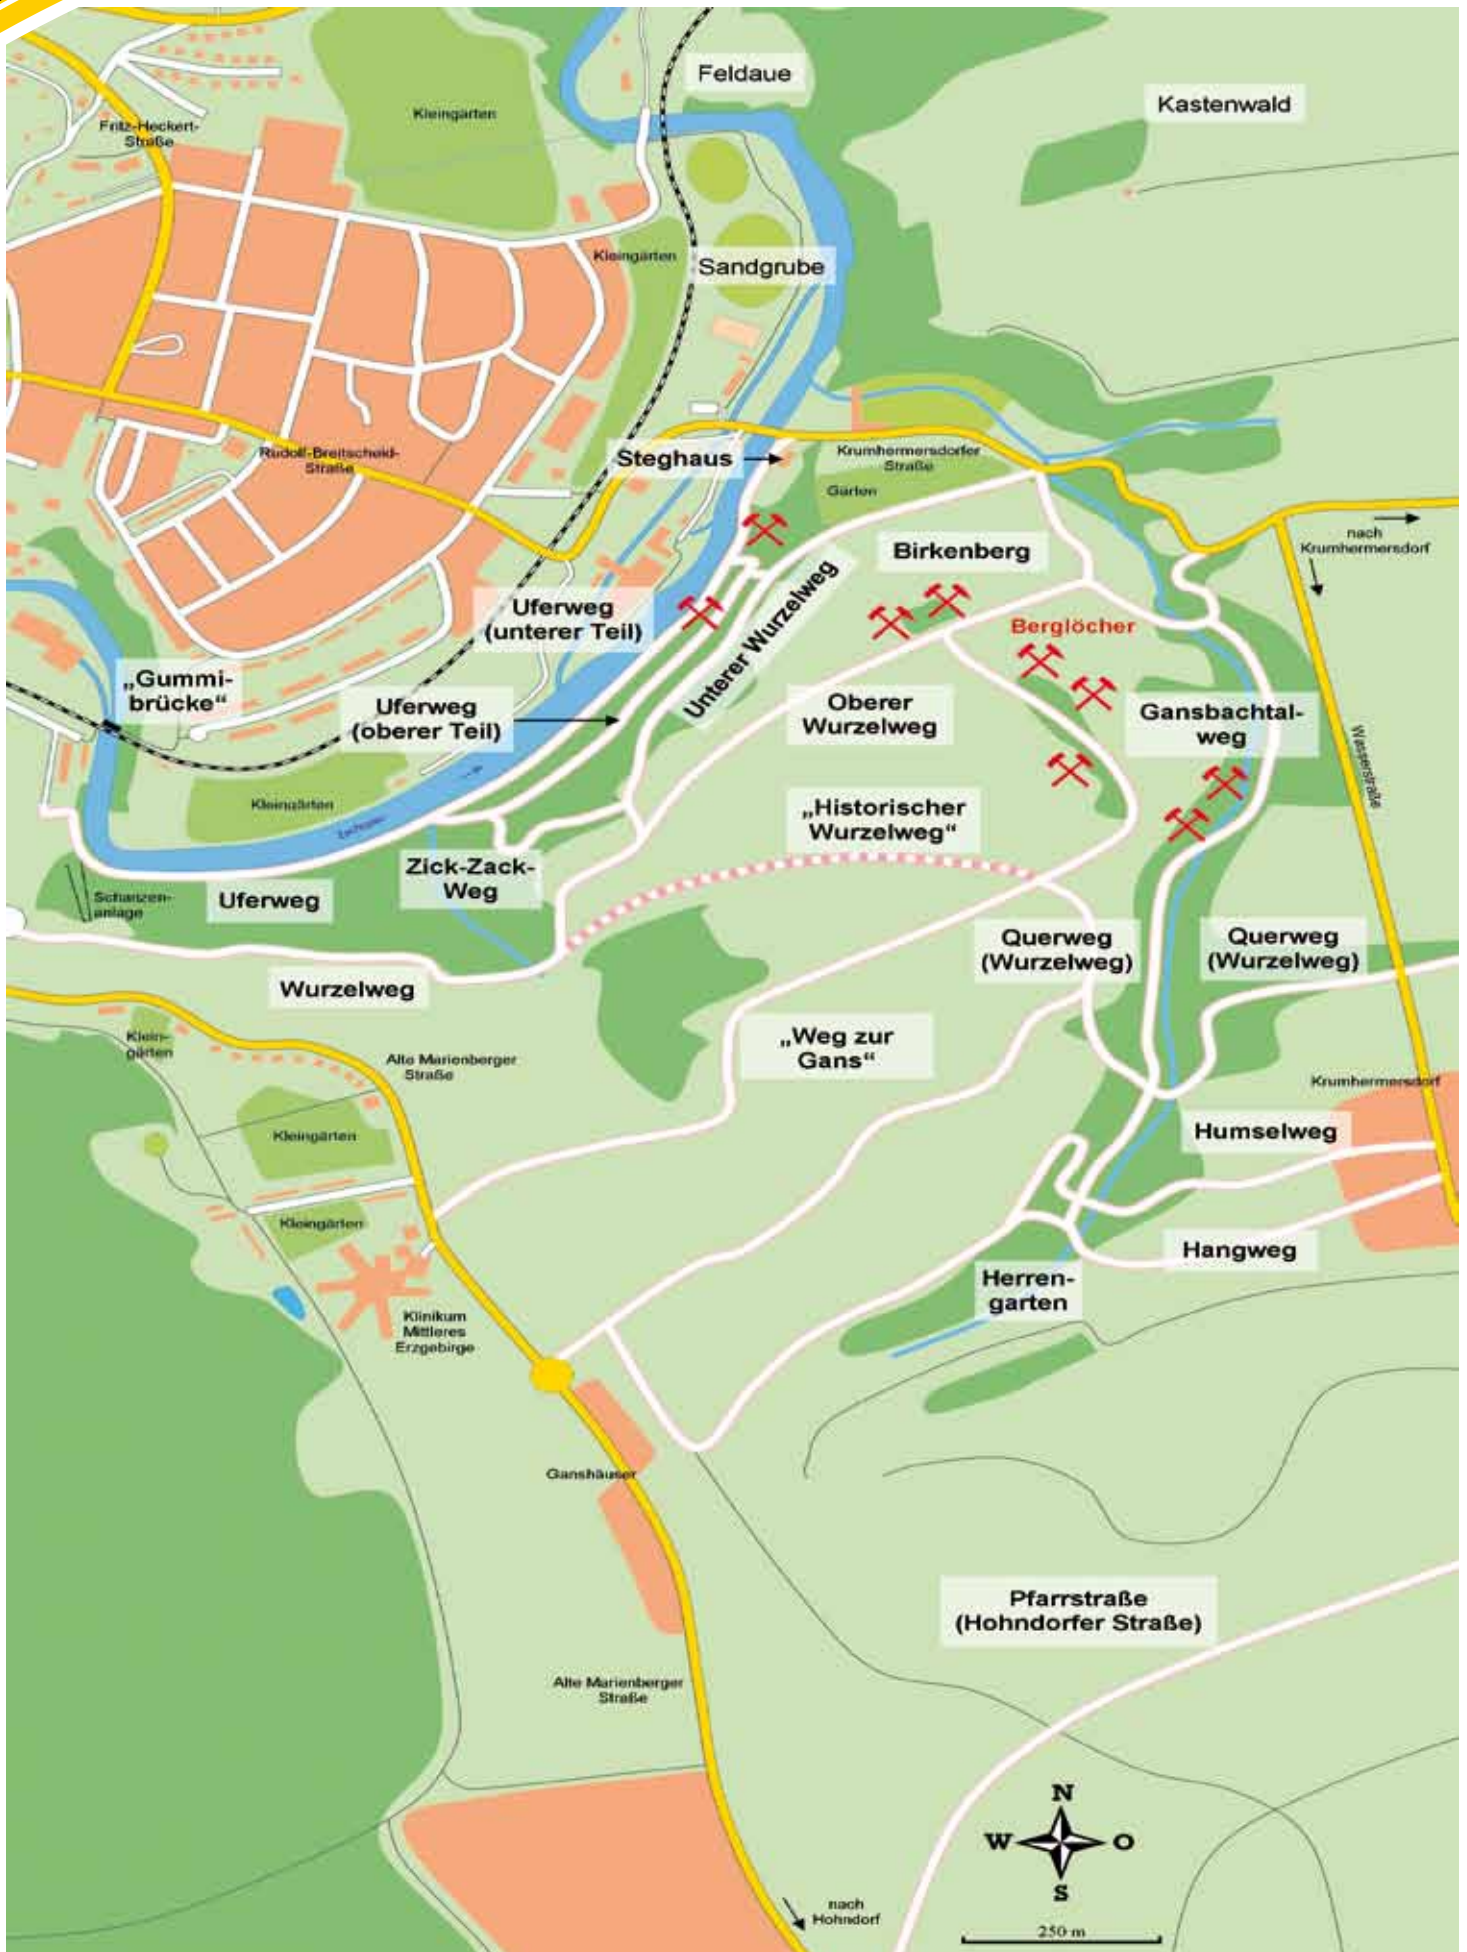 Feldaue
Kastenwald
Kleingärten
Fritz-Heckert-
Straße
Kleingärten
Sandgrube
Rudolf-Breitscheid-
Straße
Steghaus
Krumhermersdorfer
Straße
Gärten
nach
Krumhermersdorf
Birkenberg
Uferweg
(unterer Teil)
Unterer Wurzelweg
Berglöcher
„Gummi-
brücke“
Uferweg
(oberer Teil)
Oberer
Wurzelweg
Gansbachtal-
weg
Wasserstraße
Kleingärten
Zschopau
„Historischer
Wurzelweg“
Zick-Zack-
Weg
Schanzen-
anlage
Uferweg
Querweg
(Wurzelweg)
Querweg
(Wurzelweg)
Wurzelweg
Klein-
gärten
Alte Marienberger
Straße
„Weg zur
Gans“
Krumhermersdorf
Kleingärten
Humselweg
Kleingärten
Hangweg
Herren-
garten
Klinikum
Mittleres
Erzgebirge
Ganshäuser
Pfarrstraße
(Hohndorfer Straße)
Alte Marienberger
Straße
N
W O
S
nach
Hohndorf
250 m